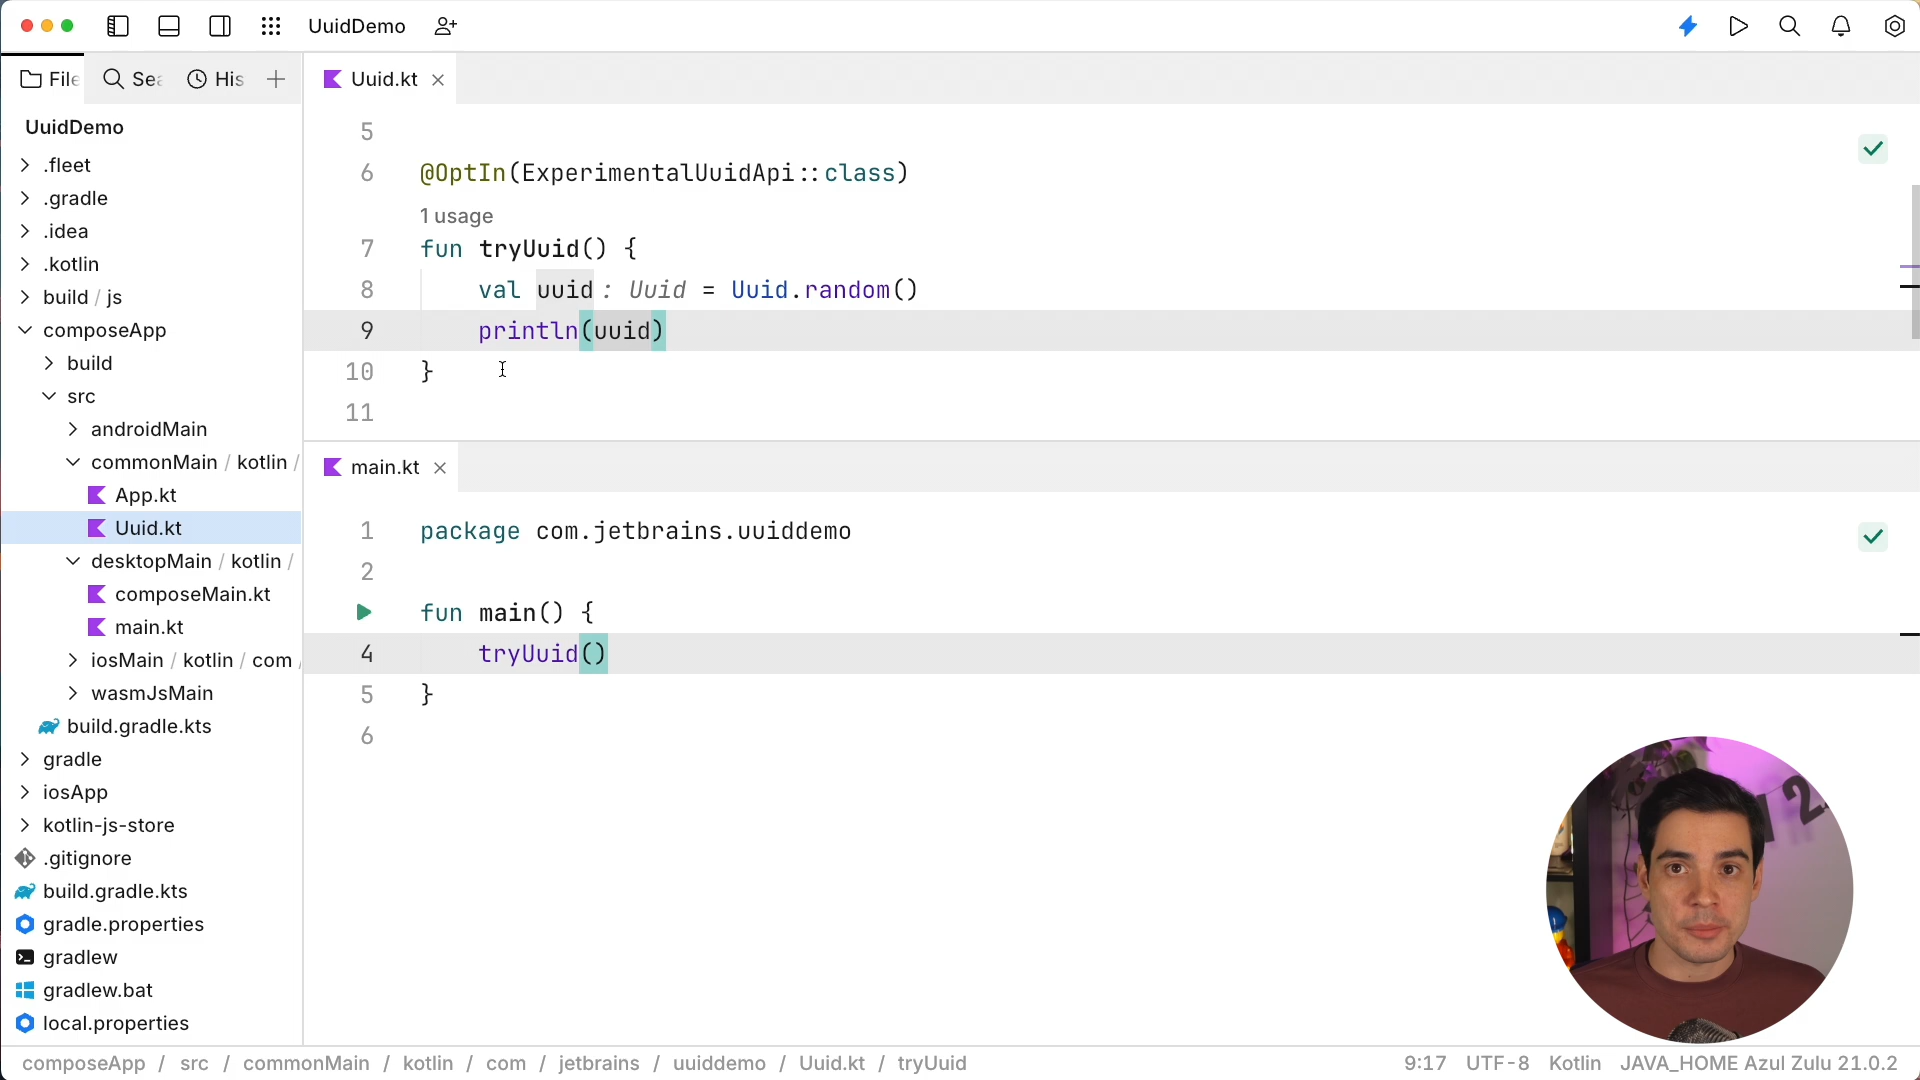 UuidDemo
File
Sea
His
UuidDemo
.fleet
.gradle
.idea
.kotlin
build / js
composeApp
build
src
androidMain
commonMain / kotlin /
App.kt
Uuid.kt
desktopMain / kotlin /
composeMain.kt
main.kt
iosMain / kotlin / com /
wasmJsMain
build.gradle.kts
gradle
iosApp
kotlin-js-store
.gitignore
build.gradle.kts
gradle.properties
gradlew
gradlew.bat
local.properties
Uuid.kt
5
6 @OptIn(ExperimentalUuidApi::class)
1 usage
7 fun tryUuid() {
8 val uuid: Uuid = Uuid.random()
9 println(uuid)
10 }
11
main.kt
1 package com.jetbrains.uuiddemo
2
fun main() {
4 tryUuid()
5 }
6
composeApp / src / commonMain / kotlin / com / jetbrains / uuiddemo / Uuid.kt / tryUuid
9:17 UTF-8 Kotlin JAVA_HOME Azul Zulu 21.0.2